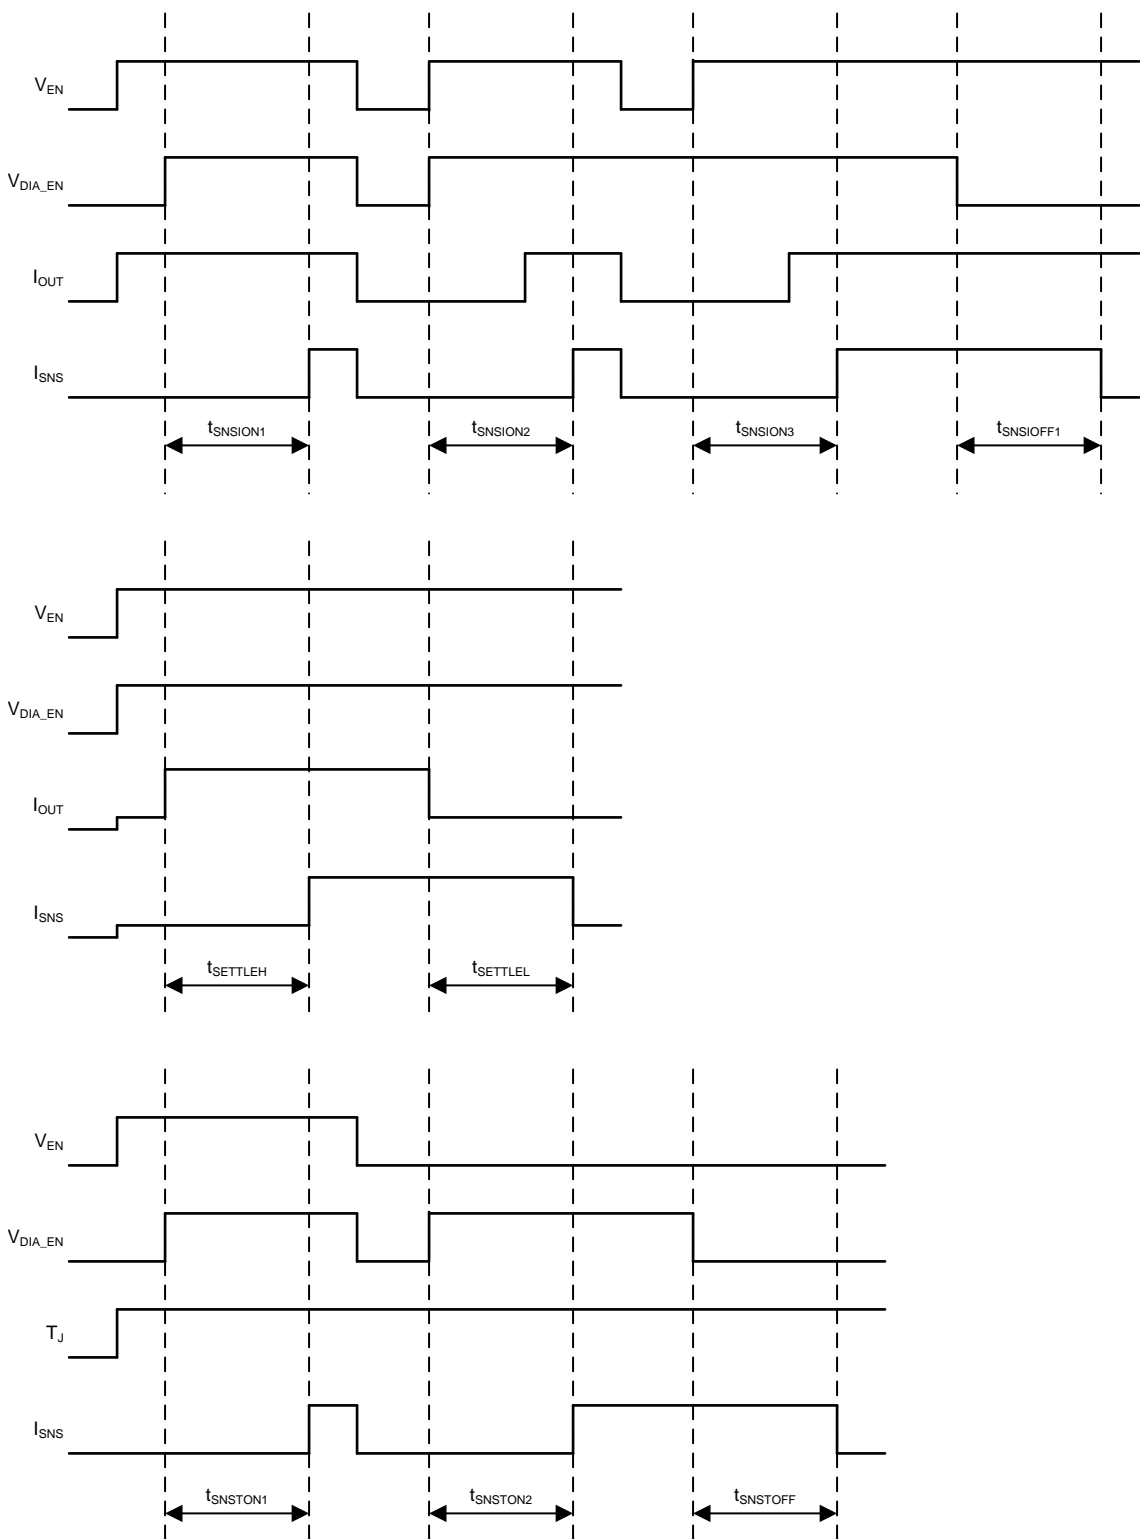 V_EN
V_DIA_EN
I_OUT
I_SNS
t_SNSION1 t_SNSION2 t_SNSION3 t_SNSIOFF1
V_EN
V_DIA_EN
I_OUT
I_SNS
t_SETTLEH t_SETTLEL
V_EN
V_DIA_EN
T_J
I_SNS
t_SNSTON1 t_SNSTON2 t_SNSTOFF